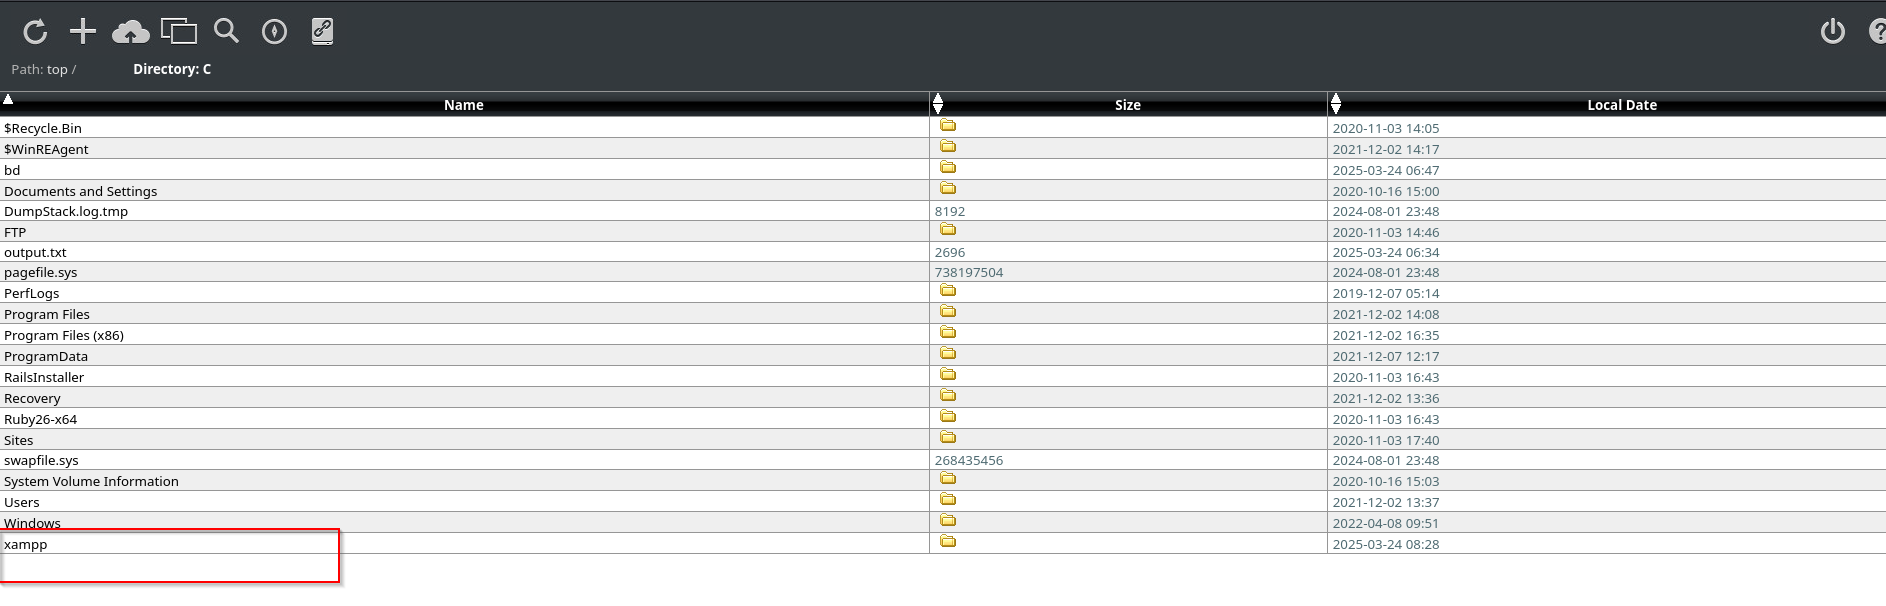 Path: top / Directory: C
Name Size Local Date
$Recycle.Bin 2020-11-03 14:05
$WinREAgent 2021-12-02 14:17
bd 2025-03-24 06:47
Documents and Settings 2020-10-16 15:00
DumpStack.log.tmp 8192 2024-08-01 23:48
FTP 2020-11-03 14:46
output.txt 2696 2025-03-24 06:34
pagefile.sys 738197504 2024-08-01 23:48
PerfLogs 2019-12-07 05:14
Program Files 2021-12-02 14:08
Program Files (x86) 2021-12-02 16:35
ProgramData 2021-12-07 12:17
RailsInstaller 2020-11-03 16:43
Recovery 2021-12-02 13:36
Ruby26-x64 2020-11-03 16:43
Sites 2020-11-03 17:40
swapfile.sys 268435456 2024-08-01 23:48
System Volume Information 2020-10-16 15:03
Users 2021-12-02 13:37
Windows 2022-04-08 09:51
xampp 2025-03-24 08:28